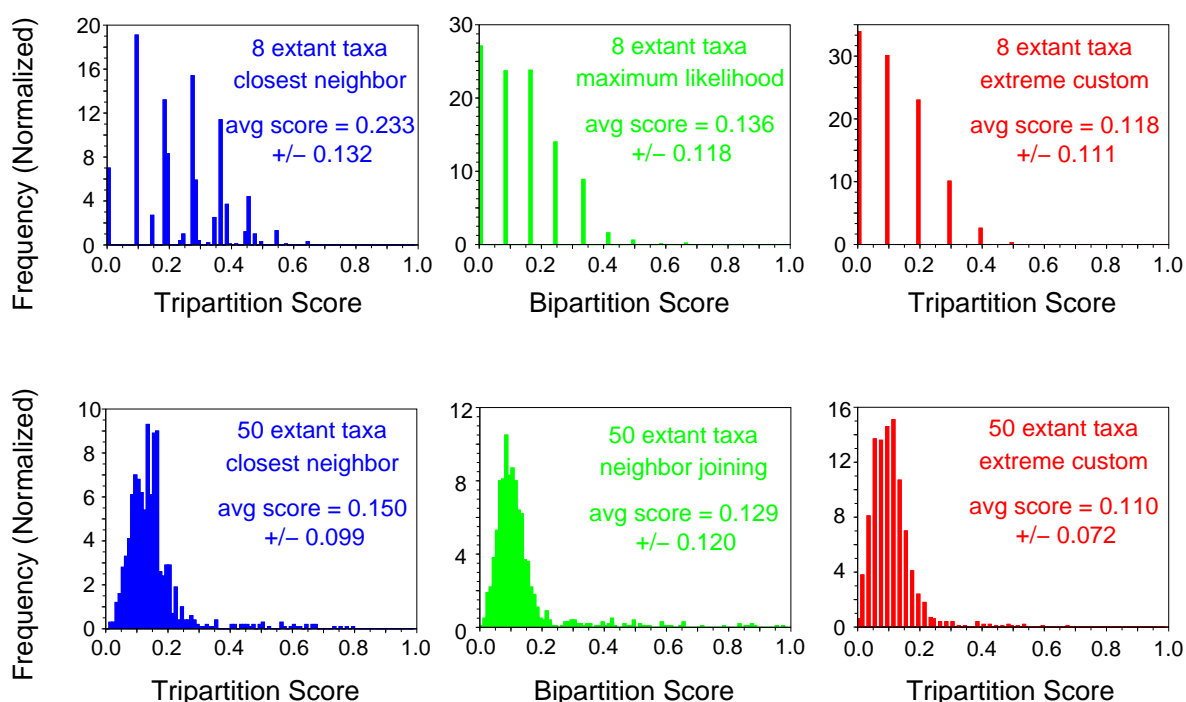 Frequency (Normalized)
20
16
12
8
4
0
0.0 0.2 0.4 0.6 0.8 1.0
8 extant taxa
closest neighbor
avg score = 0.233
+/− 0.132
Tripartition Score
30
20
10
0
0.0 0.2 0.4 0.6 0.8 1.0
8 extant taxa
maximum likelihood
avg score = 0.136
+/− 0.118
Bipartition Score
30
20
10
0
0.0 0.2 0.4 0.6 0.8 1.0
8 extant taxa
extreme custom
avg score = 0.118
+/− 0.111
Tripartition Score
Frequency (Normalized)
10
8
6
4
2
0
0.0 0.2 0.4 0.6 0.8 1.0
50 extant taxa
closest neighbor
avg score = 0.150
+/− 0.099
Tripartition Score
12
8
4
0
0.0 0.2 0.4 0.6 0.8 1.0
50 extant taxa
neighbor joining
avg score = 0.129
+/− 0.120
Bipartition Score
16
12
8
4
0
0.0 0.2 0.4 0.6 0.8 1.0
50 extant taxa
extreme custom
avg score = 0.110
+/− 0.072
Tripartition Score